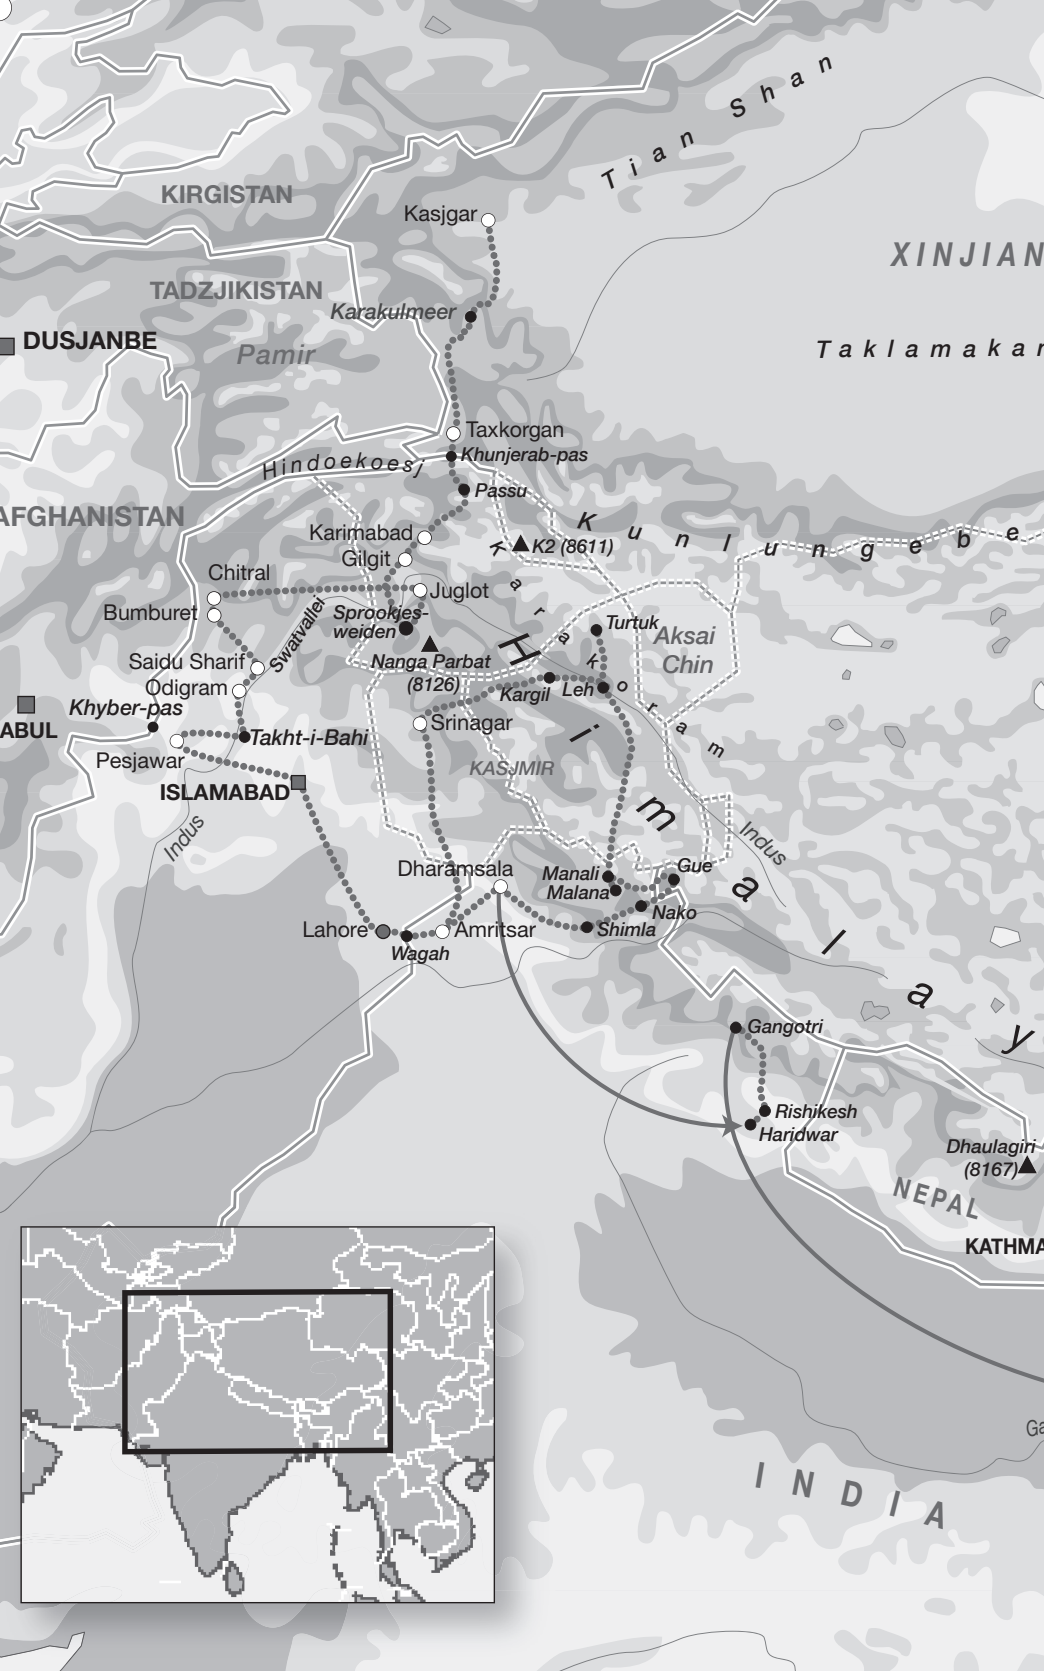 Tian Shan
KIRGISTAN
Kasjgar
XINJIAN
TADZJIKISTAN
Karakulmeer
DUSJANBE
Pamir
Taklamakan
Taxkorgan
Khunjerab-pas
Hindoekoesj
Passu
AFGHANISTAN
Karimabad
K2 (8611)
Kunlungebe
Gilgit
Karakoram
Chitral
Juglot
Bumburet
Sprookjes-
weiden
Swatvallei
Turtuk
Aksai
Chin
Saidu Sharif
Nanga Parbat
(8126)
Odigram
Kargil
Leh
Khyber-pas
Srinagar
ABUL
Takht-i-Bahi
Pesjawar
KASJMIR
ISLAMABAD
Indus
Indus
Himalay
Dharamsala
Manali
Malana
Gue
Nako
Lahore
Amritsar
Shimla
Wagah
Gangotri
Rishikesh
Haridwar
Dhaulagiri
(8167)
NEPAL
KATHMA
Ga
INDIA